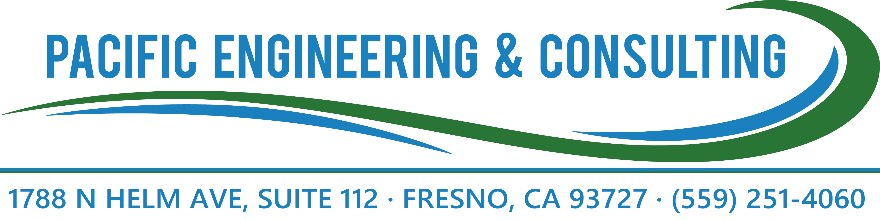 PACIFIC ENGINEERING & CONSULTING
1788 N HELM AVE, SUITE 112 · FRESNO, CA 93727 · (559) 251-4060